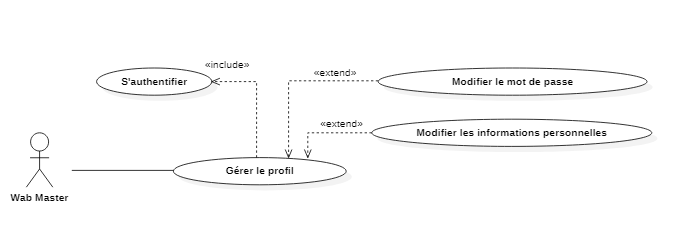 «include»
«extend»
S'authentifier
Modifier le mot de passe
«extend»
Modifier les informations personnelles
Gérer le profil
Wab Master